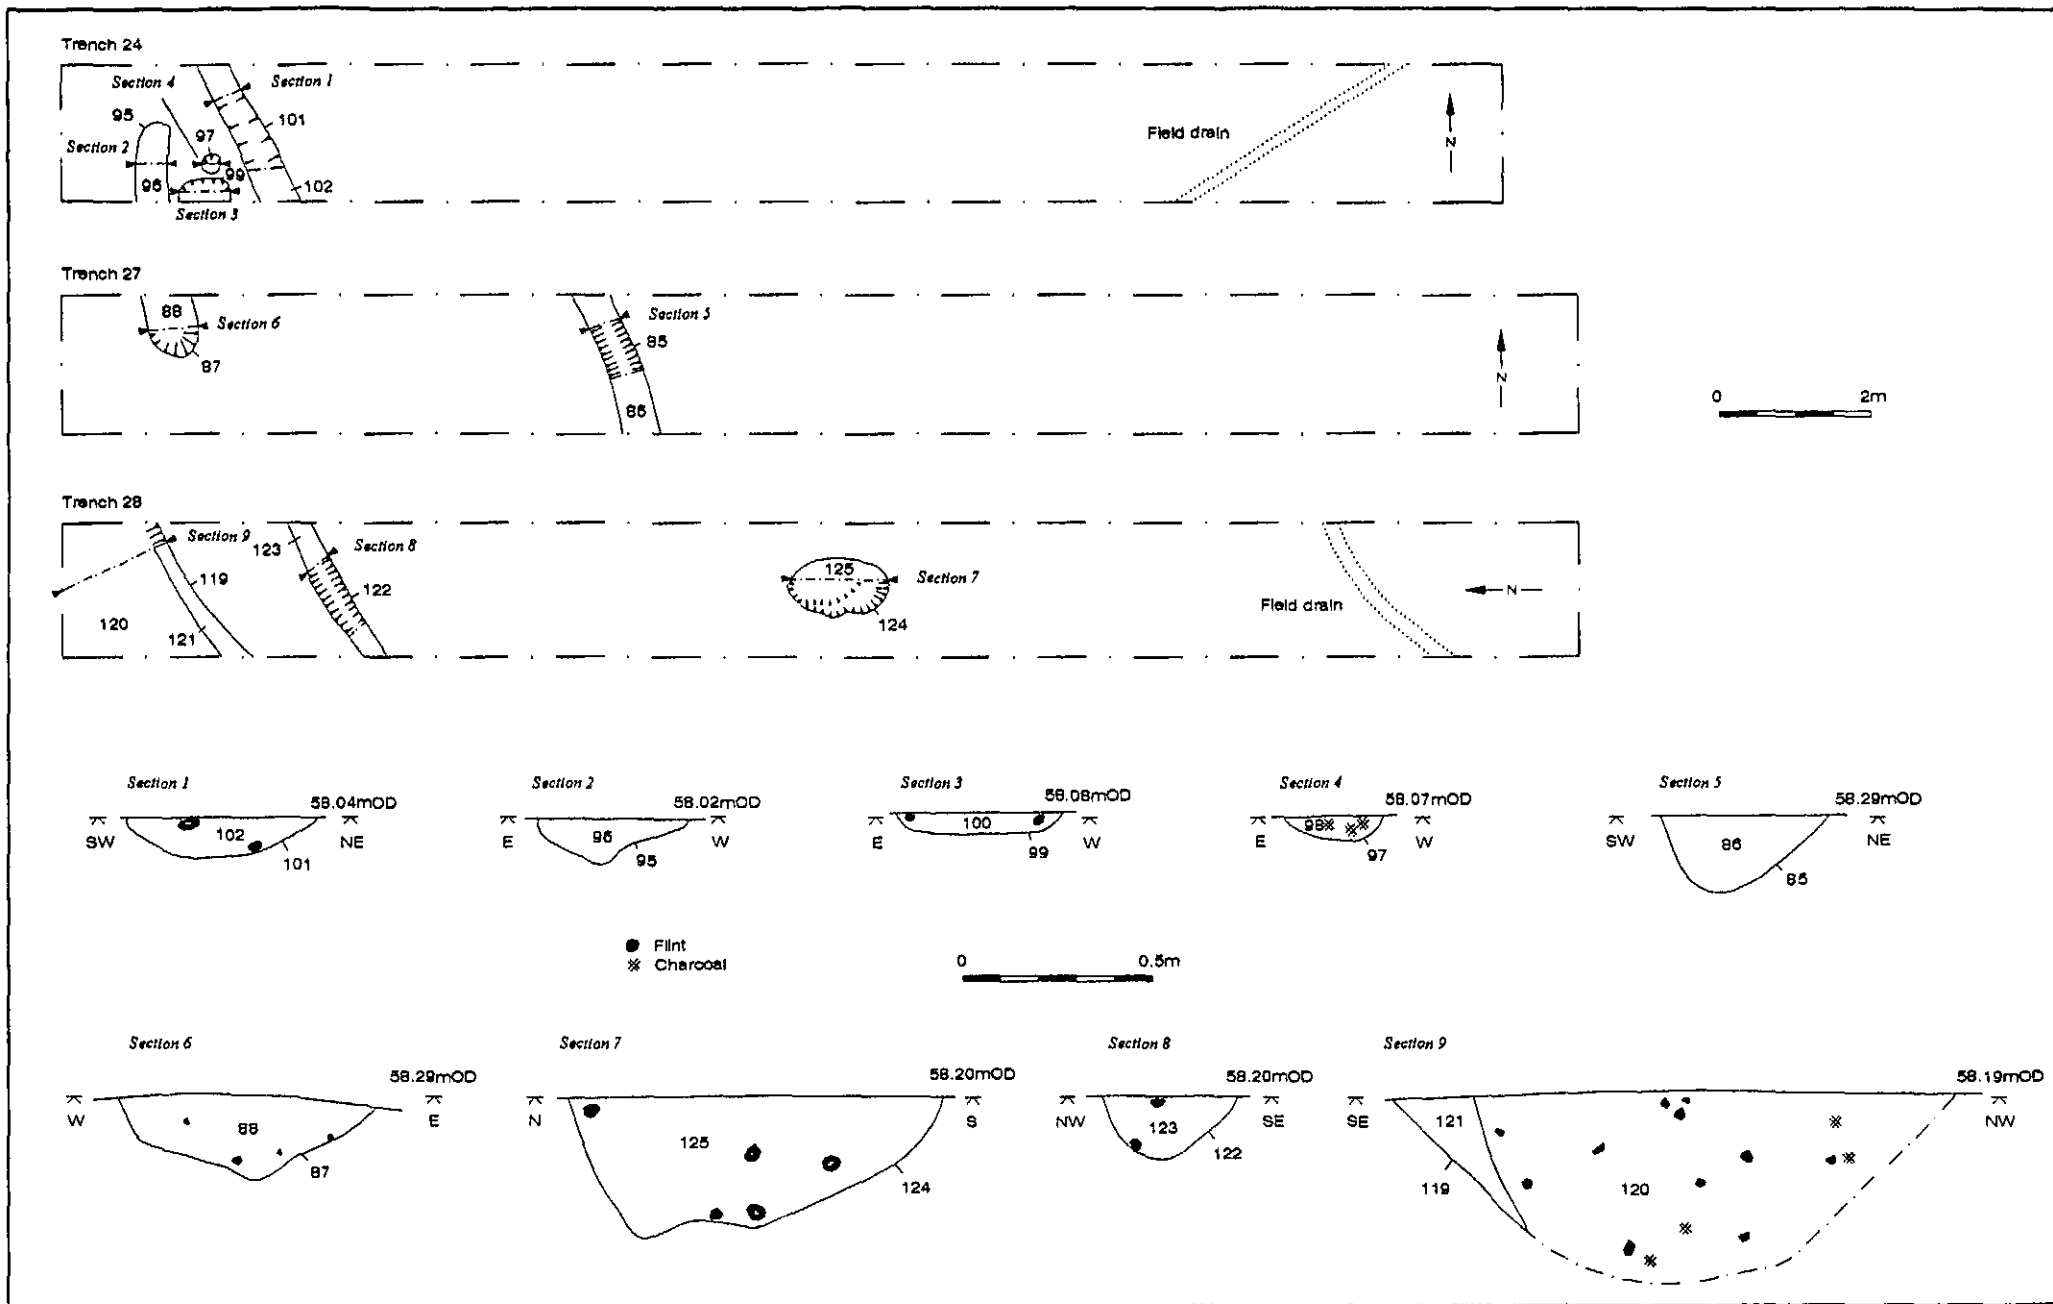 Trench 24
Section 4
Section 1
95
97
101
Field drain
N
Section 2
96
99
102
Section 3
Trench 27
88
Section 6
87
Section 5
85
86
N
0 2m
Trench 28
Section 9
123
Section 8
119
122
120
121
125
Section 7
124
Field drain
N
Section 1
58.04mOD
SW
102
101
NE
Section 2
58.02mOD
E
96
95
W
Section 3
58.08mOD
E
100
99
W
Section 4
58.07mOD
E
98
97
W
Section 5
58.29mOD
SW
86
85
NE
Flint
Charcoal
0 0.5m
Section 6
58.29mOD
W
88
87
E
Section 7
58.20mOD
N
125
124
S
Section 8
58.20mOD
NW
123
122
SE
Section 9
58.19mOD
SE
121
119
120
NW